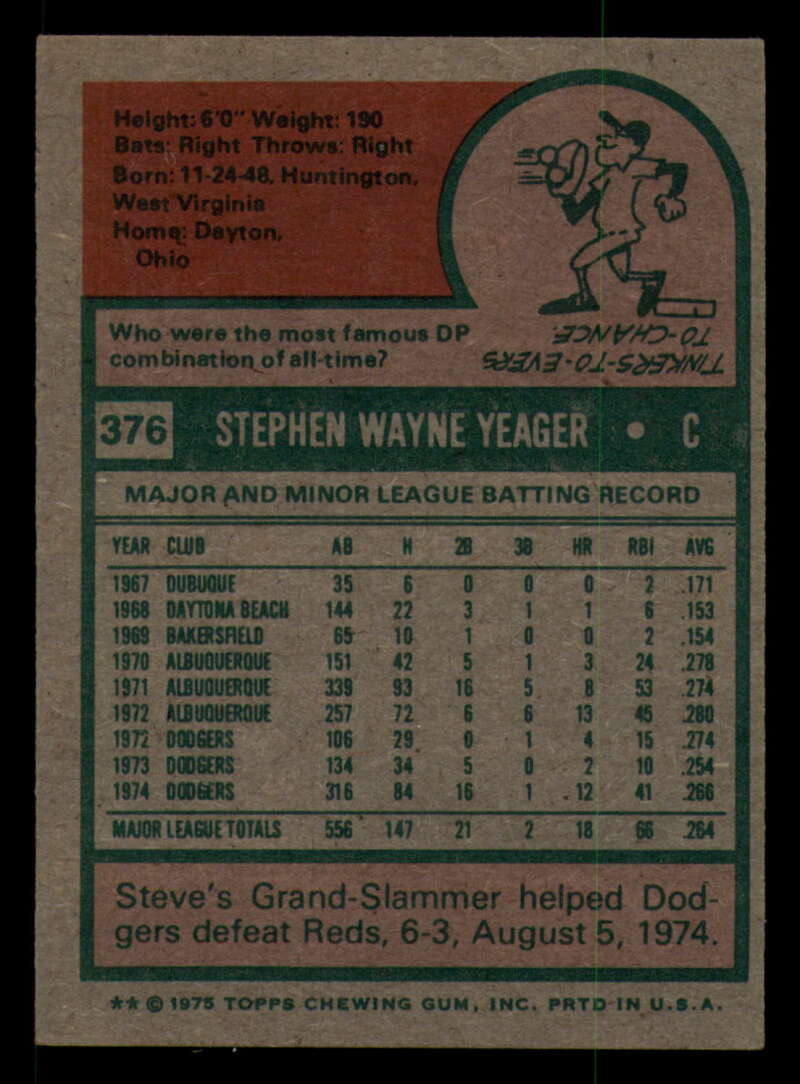 Height: 6'0" Weight: 190
Bats: Right Throws: Right
Born: 11-24-48, Huntington,
West Virginia
Home: Dayton,
Ohio
Who were the most famous DP
combination of all-time?
TINKERS-TO-EVERS
TO-CHANCE.
376 STEPHEN WAYNE YEAGER • C
MAJOR AND MINOR LEAGUE BATTING RECORD
YEAR CLUB AB H 2B 3B HR RBI AVG
1967 DUBUQUE 35 6 0 0 0 2 .171
1968 DAYTONA BEACH 144 22 3 1 1 6 .153
1969 BAKERSFIELD 65 10 1 0 0 2 .154
1970 ALBUQUERQUE 151 42 5 1 3 24 .278
1971 ALBUQUERQUE 339 93 16 5 8 53 .274
1972 ALBUQUERQUE 257 72 6 6 13 45 .280
1972 DODGERS 106 29 0 1 4 15 .274
1973 DODGERS 134 34 5 0 2 10 .254
1974 DODGERS 316 84 16 1 12 41 .266
MAJOR LEAGUE TOTALS 556 147 21 2 18 66 .264
Steve's Grand-Slammer helped Dod-
gers defeat Reds, 6-3, August 5, 1974.
** © 1975 TOPPS CHEWING GUM, INC. PRTD IN U.S.A.